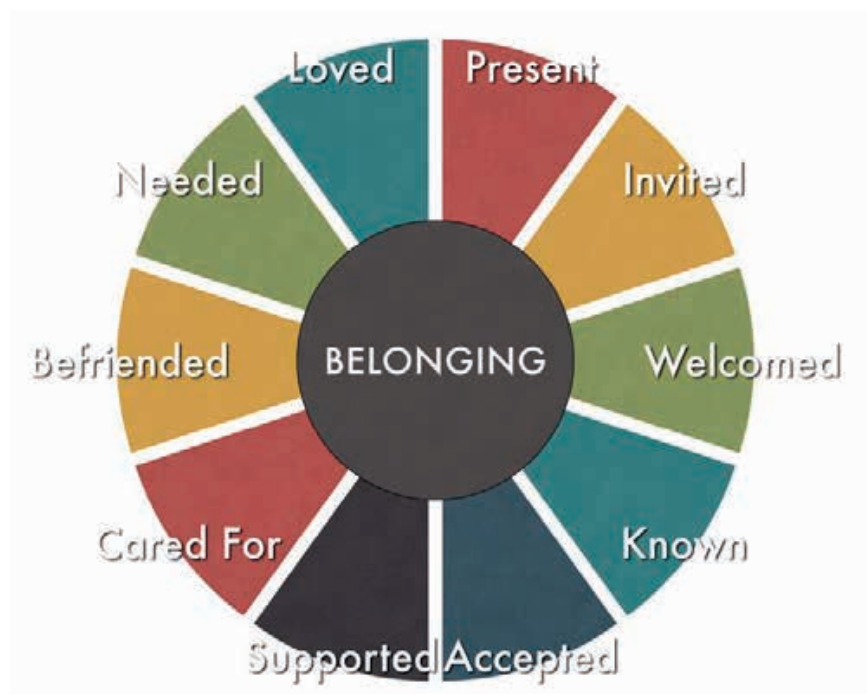 Loved
Present
Needed
Invited
Befriended
BELONGING
Welcomed
Cared For
Known
Supported
Accepted